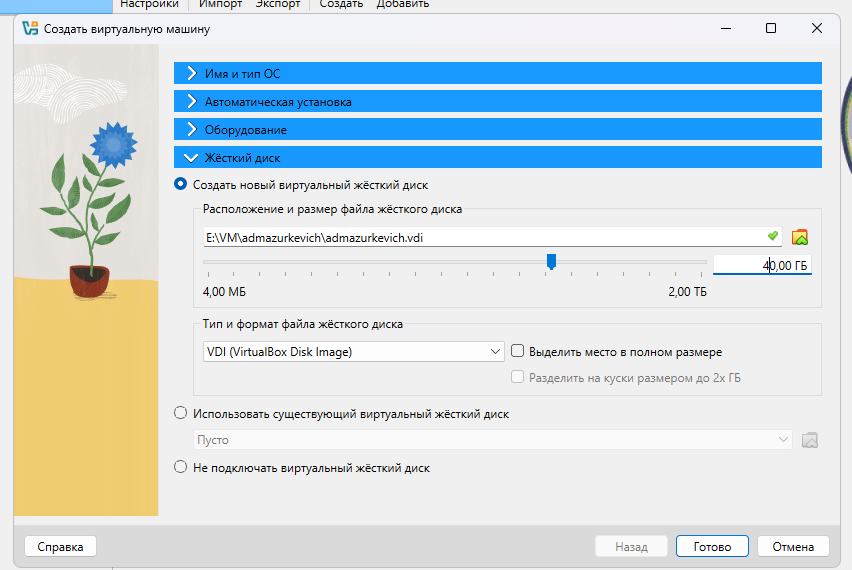 Настройки Импорт Экспорт Создать Добавить
Создать виртуальную машину
Имя и тип ОС
Автоматическая установка
Оборудование
Жёсткий диск
Создать новый виртуальный жёсткий диск
Расположение и размер файла жёсткого диска
E:\VM\admazurkevich\admazurkevich.vdi
40,00 ГБ
4,00 МБ 2,00 ТБ
Тип и формат файла жёсткого диска
VDI (VirtualBox Disk Image) Выделить место в полном размере
Разделить на куски размером до 2х ГБ
Использовать существующий виртуальный жёсткий диск
Пусто
Не подключать виртуальный жёсткий диск
Справка Назад Готово Отмена